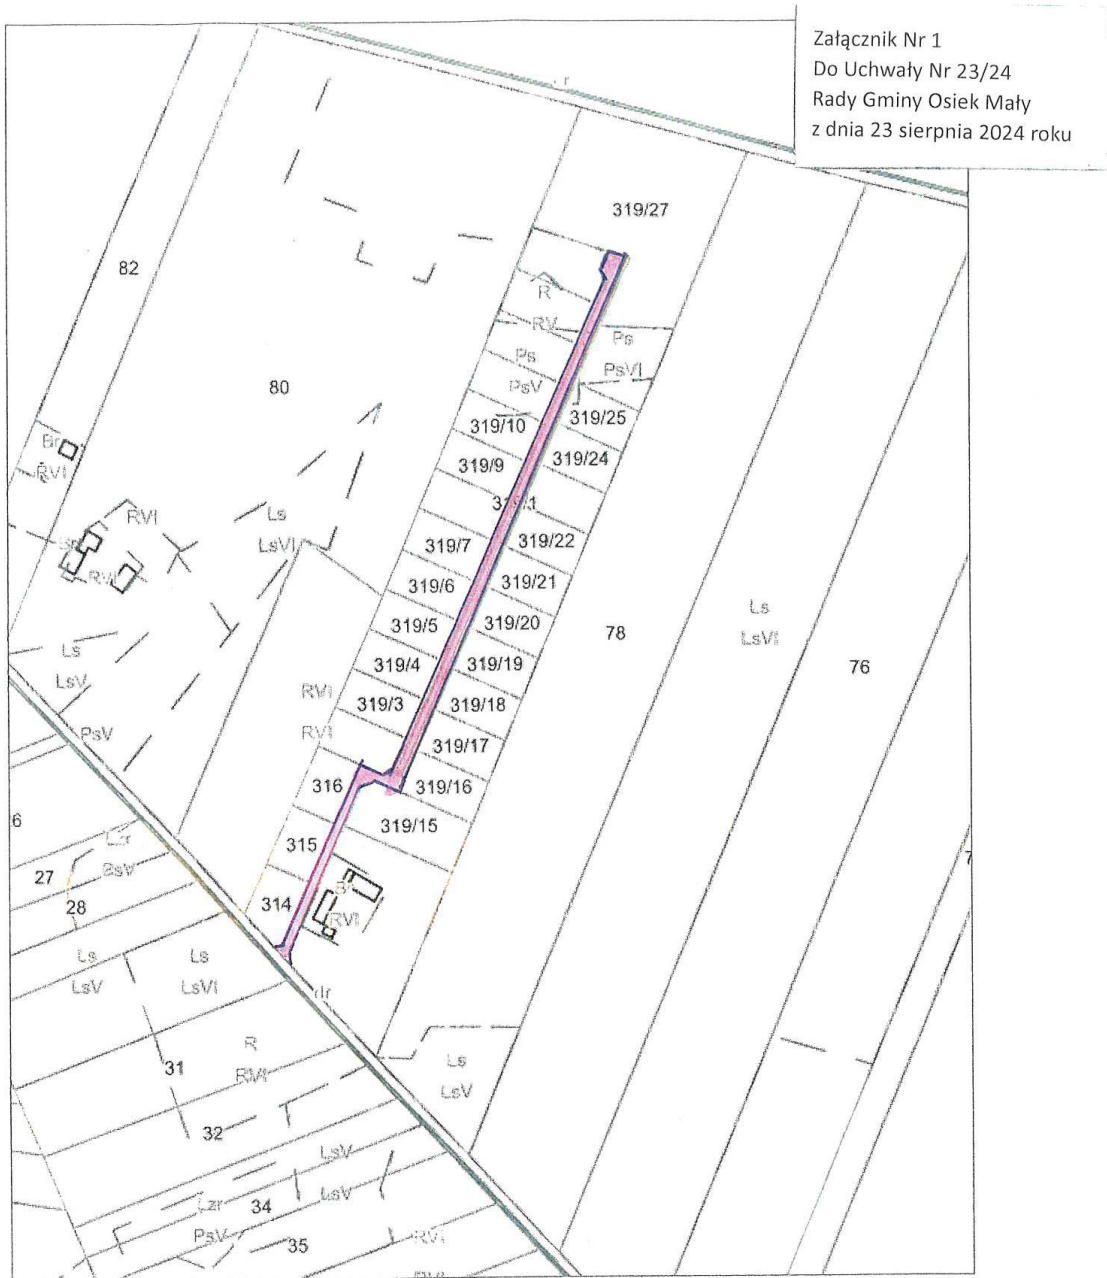 Załącznik Nr 1
Do Uchwały Nr 23/24
Rady Gminy Osiek Mały
z dnia 23 sierpnia 2024 roku
319/27
82
R
RV
Ps
Ps
PsVI
PsV
80
319/25
319/10
Br
319/24
319/9
RVI
RVI
Ls
319/22
LsVI
319/7
RVI
319/21
319/6
Ls
319/20
319/5
78
LsVI
Ls
319/19
76
319/4
LsV
RVI
319/18
319/3
PsV
RVI
319/17
316
319/16
6
319/15
Lzr
315
27
314
28
RVI
Ls
Ls
LsV
LsVI
dr
R
Ls
31
RVI
LsV
32
LsV
LsV
Lzr
34
PsV
35
RVI
RVI